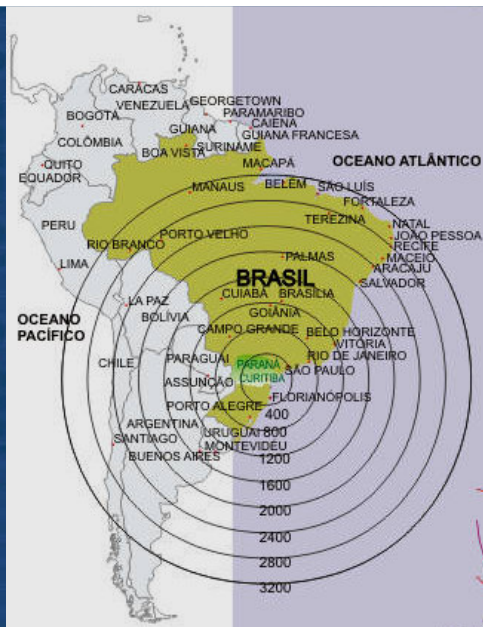 CARACAS
VENEZUELA
GEORGETOWN
BOGOTÁ
PARAMARIBO
CAIENA
GUIANA
GUIANA FRANCESA
COLÔMBIA
SURINAME
BOA VISTA
MACAPÁ
OCEANO ATLÂNTICO
QUITO
EQUADOR
BELÉM
SÃO LUÍS
MANAUS
FORTALEZA
TEREZINA
PERU
NATAL
PORTO VELHO
JOÃO PESSOA
RIO BRANCO
RECIFE
PALMAS
MACEIÓ
LIMA
ARACAJU
BRASIL
SALVADOR
CUIABÁ
BRASÍLIA
LA PAZ
GOIÂNIA
OCEANO
PACÍFICO
BOLÍVIA
CAMPO GRANDE
BELO HORIZONTE
VITÓRIA
PARAGUAI
RIO DE JANEIRO
CHILE
PARANÁ
SÃO PAULO
ASSUNÇÃO
CURITIBA
FLORIANÓPOLIS
PORTO ALEGRE
400
ARGENTINA
URUGUAI
800
SANTIAGO
MONTEVIDÉU
BUENOS AIRES
1200
1600
2000
2400
2800
3200